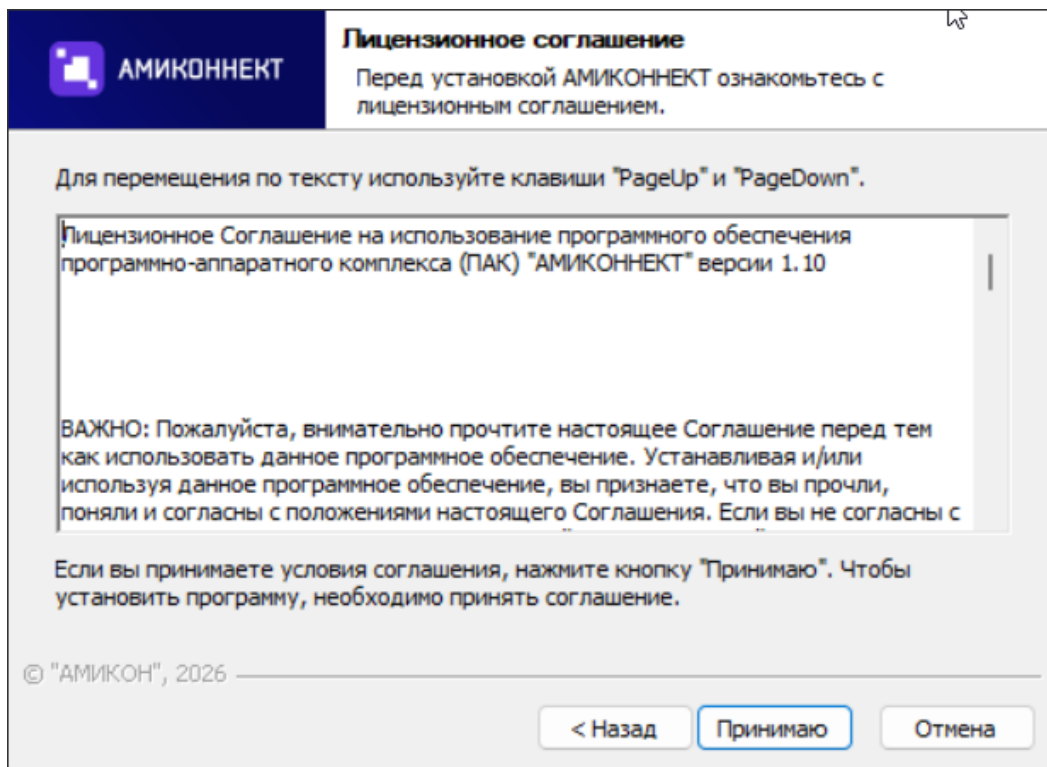 АМИКОННЕКТ
Лицензионное соглашение
Перед установкой АМИКОННЕКТ ознакомьтесь с
лицензионным соглашением.
Для перемещения по тексту используйте клавиши "PageUp" и "PageDown".
Лицензионное Соглашение на использование программного обеспечения
программно-аппаратного комплекса (ПАК) "АМИКОННЕКТ" версии 1.10
ВАЖНО: Пожалуйста, внимательно прочтите настоящее Соглашение перед тем
как использовать данное программное обеспечение. Устанавливая и/или
используя данное программное обеспечение, вы признаете, что вы прочли,
поняли и согласны с положениями настоящего Соглашения. Если вы не согласны с
Если вы принимаете условия соглашения, нажмите кнопку "Принимаю". Чтобы
установить программу, необходимо принять соглашение.
© "АМИКОН", 2026
< Назад
Принимаю
Отмена